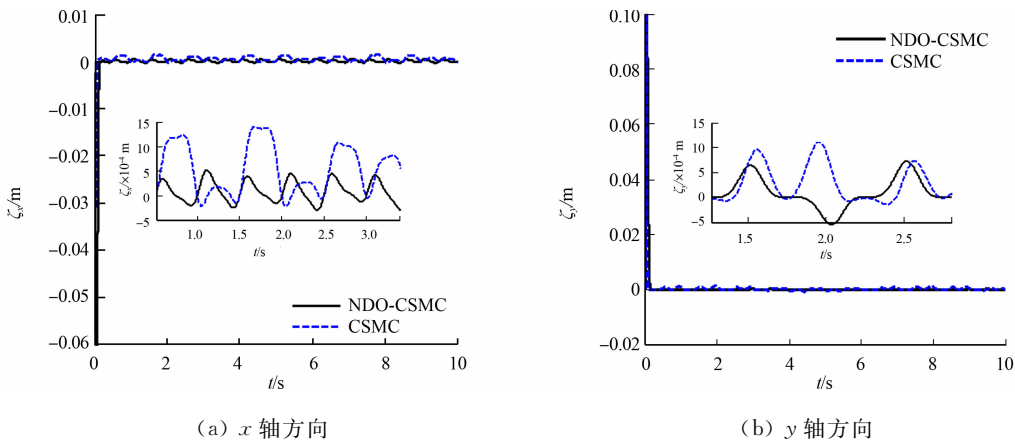 0.01
0
−0.01
−0.02
−0.03
−0.04
−0.05
−0.06
ζx/m
15
10
5
0
−5
ζx/×10⁻⁴ m
1.0 1.5 2.0 2.5 3.0
t/s
NDO-CSMC
CSMC
0 2 4 6 8 10
t/s
(a) x 轴方向
0.10
0.08
0.06
0.04
0.02
0
−0.02
ζy/m
NDO-CSMC
CSMC
15
10
5
0
−5
ζy/×10⁻⁴ m
1.5 2.0 2.5
t/s
0 2 4 6 8 10
t/s
(b) y 轴方向